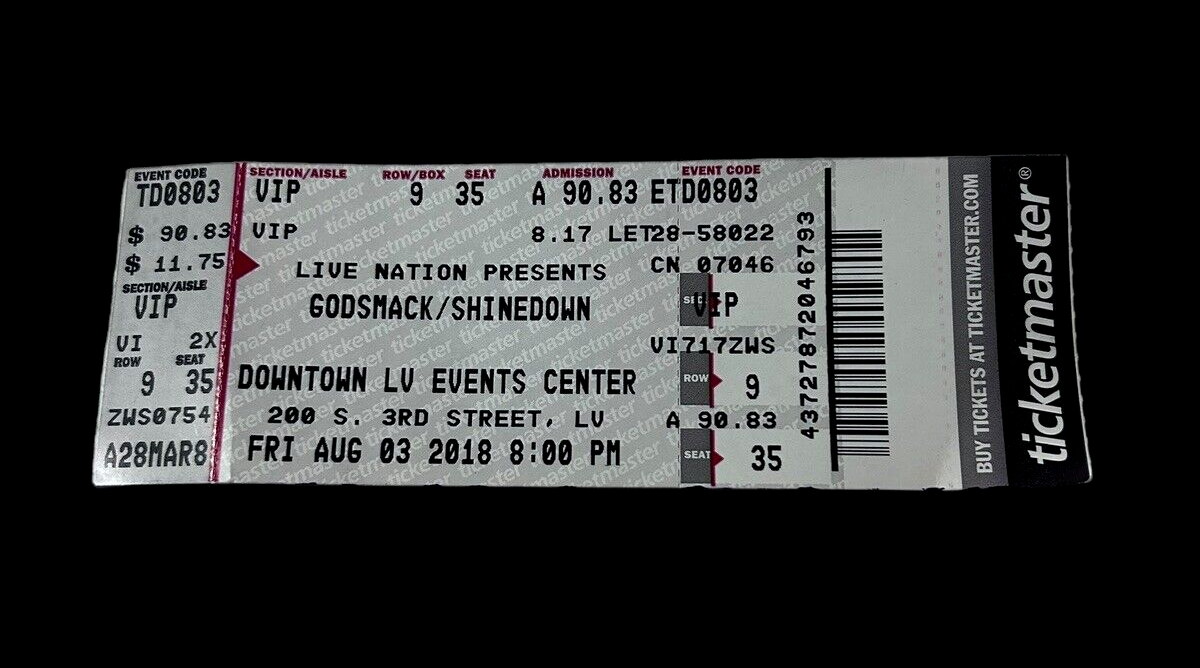 EVENT CODE
TD0803
$ 90.83
$ 11.75
SECTION/AISLE
VIP
VI 2X
ROW SEAT
9 35
ZWS0754
A28MAR8
SECTION/AISLE ROW/BOX SEAT ADMISSION EVENT CODE
VIP 9 35 A 90.83 ETD0803
VIP 8.17 LET28-58022
LIVE NATION PRESENTS
GODSMACK/SHINEDOWN
DOWNTOWN LV EVENTS CENTER
200 S. 3RD STREET, LV
FRI AUG 03 2018 8:00 PM
CN 07046
VIP
VI717ZWS
ROW 9
A 90.83
SEAT 35
43727872046793
BUY TICKETS AT TICKETMASTER.COM
ticketmaster®